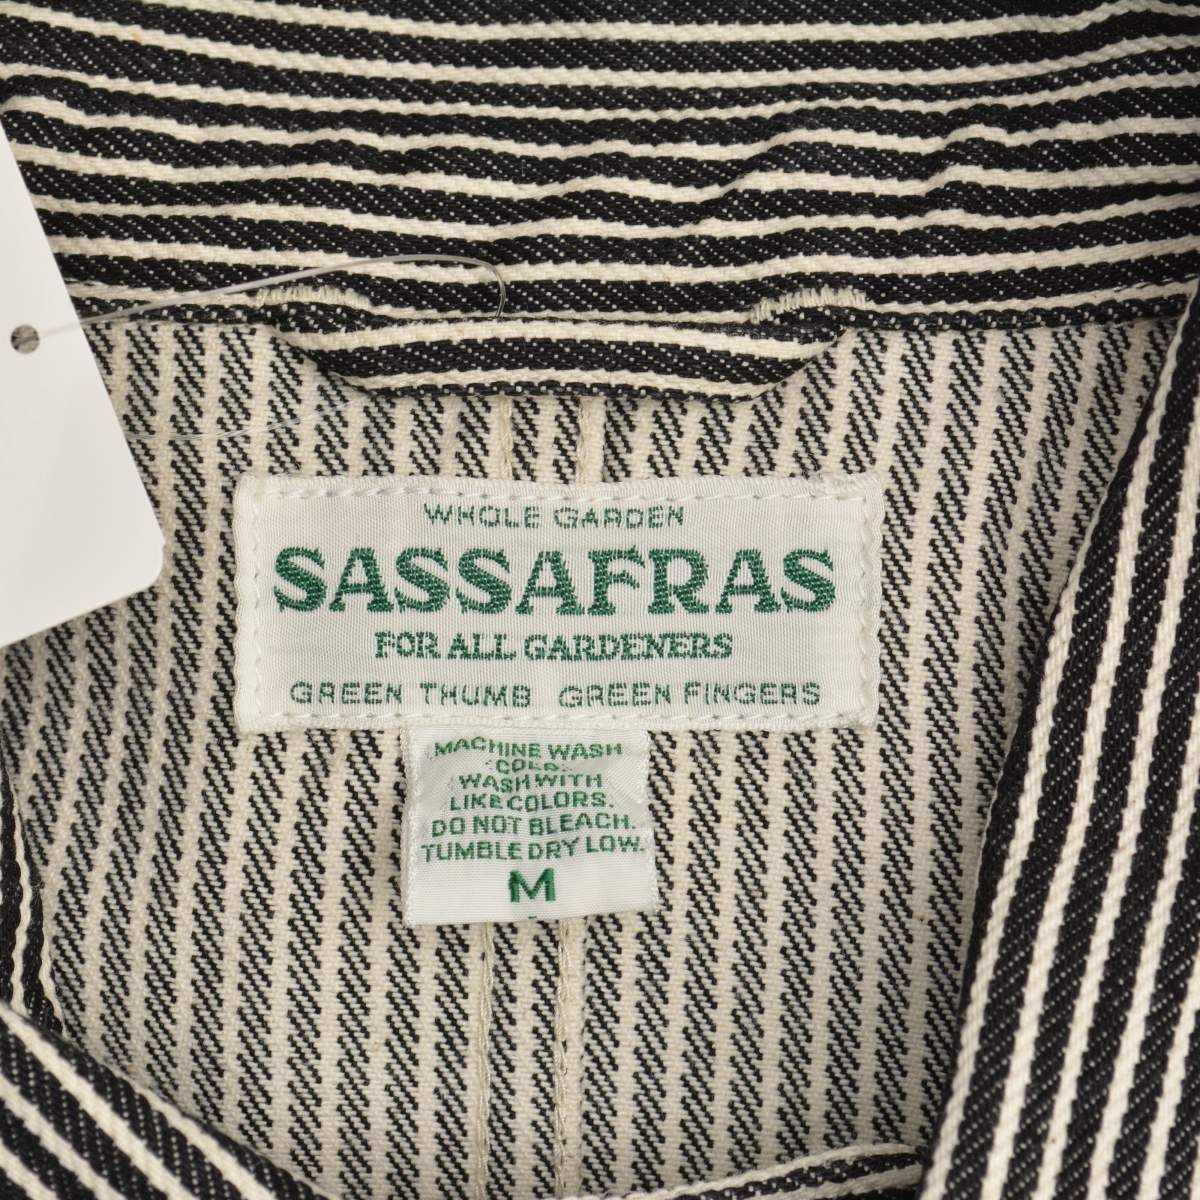 WHOLE GARDEN
SASSAFRAS
FOR ALL GARDENERS
GREEN THUMB GREEN FINGERS
MACHINE WASH
COLD.
WASH WITH
LIKE COLORS.
DO NOT BLEACH.
TUMBLE DRY LOW.
M